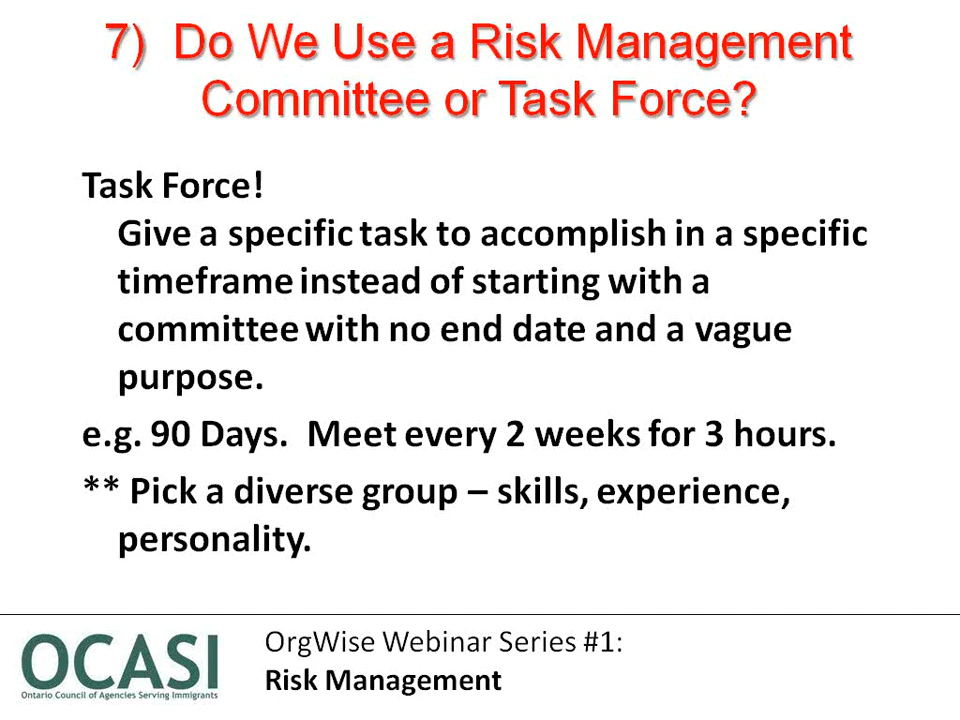 7)  Do We Use a Risk Management
Committee or Task Force?
Task Force!
Give a specific task to accomplish in a specific
timeframe instead of starting with a
committee with no end date and a vague
purpose.
e.g. 90 Days.  Meet every 2 weeks for 3 hours.
** Pick a diverse group – skills, experience,
personality.
OCASI
Ontario Council of Agencies Serving Immigrants
OrgWise Webinar Series #1:
Risk Management